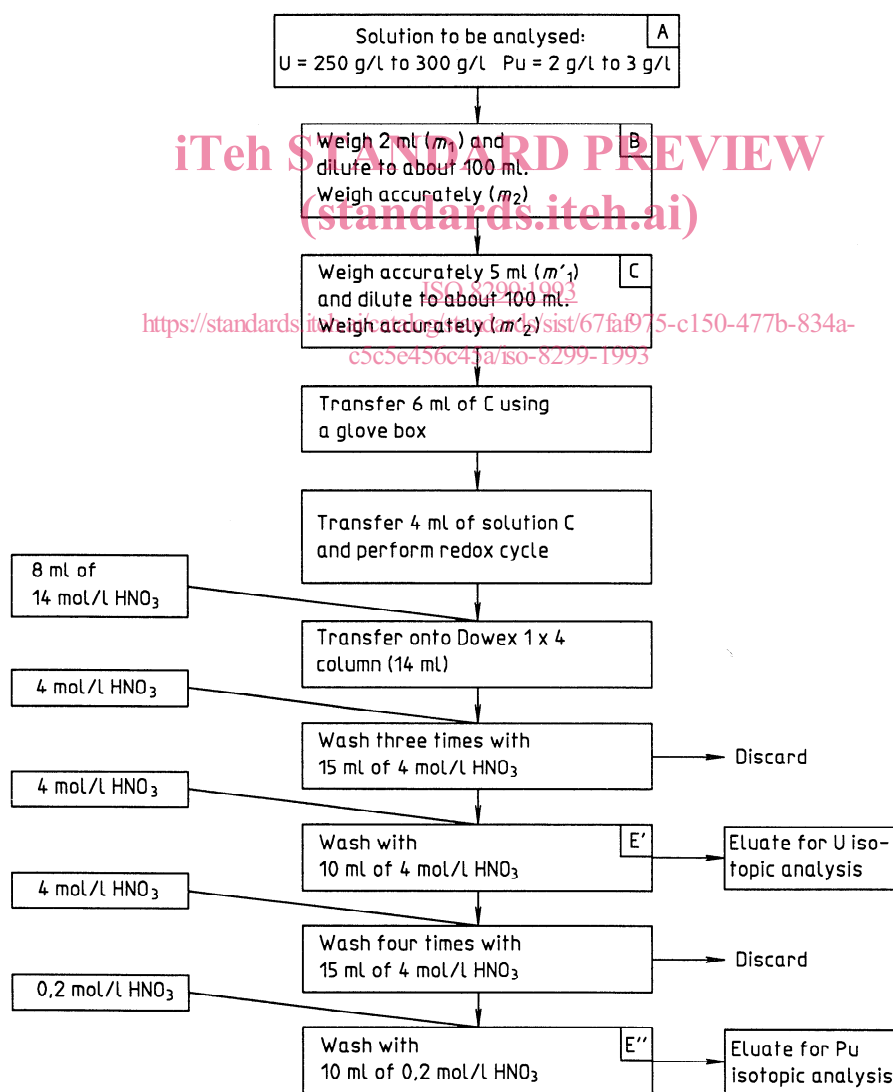 Solution to be analysed:
A
U = 250 g/l to 300 g/l Pu = 2 g/l to 3 g/l
iTeh STANDARD PREVIEW
(standards.iteh.ai)
Weigh 2 ml (m₁) and
B
dilute to about 100 ml.
Weigh accurately (m₂)
Weigh accurately 5 ml (m′₁)
C
and dilute to about 100 ml.
Weigh accurately (m′₂)
ISO 8299:1993
https://standards.iteh.ai/catalog/standards/sist/67faf975-c150-477b-834a-
c5c5e456c45a/iso-8299-1993
Transfer 6 ml of C using
a glove box
Transfer 4 ml of solution C
and perform redox cycle
8 ml of
14 mol/l HNO₃
Transfer onto Dowex 1 x 4
column (14 ml)
4 mol/l HNO₃
Wash three times with
15 ml of 4 mol/l HNO₃
Discard
4 mol/l HNO₃
Wash with
E′
10 ml of 4 mol/l HNO₃
Eluate for U iso-
topic analysis
4 mol/l HNO₃
Wash four times with
15 ml of 4 mol/l HNO₃
Discard
0,2 mol/l HNO₃
Wash with
E″
10 ml of 0,2 mol/l HNO₃
Eluate for Pu
isotopic analysis